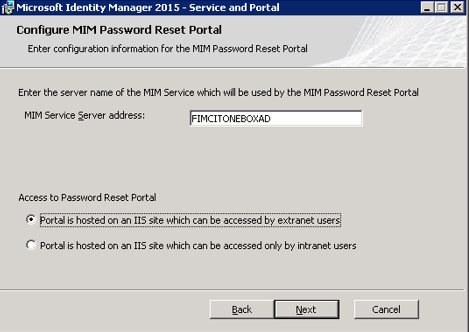 Microsoft Identity Manager 2015 - Service and Portal
Configure MIM Password Reset Portal
Enter configuration information for the MIM Password Reset Portal
Enter the server name of the MIM Service which will be used by the MIM Password Reset Portal
MIM Service Server address:
FIMCITONEBOXAD
Access to Password Reset Portal
Portal is hosted on an IIS site which can be accessed by extranet users
Portal is hosted on an IIS site which can be accessed only by intranet users
Back
Next
Cancel